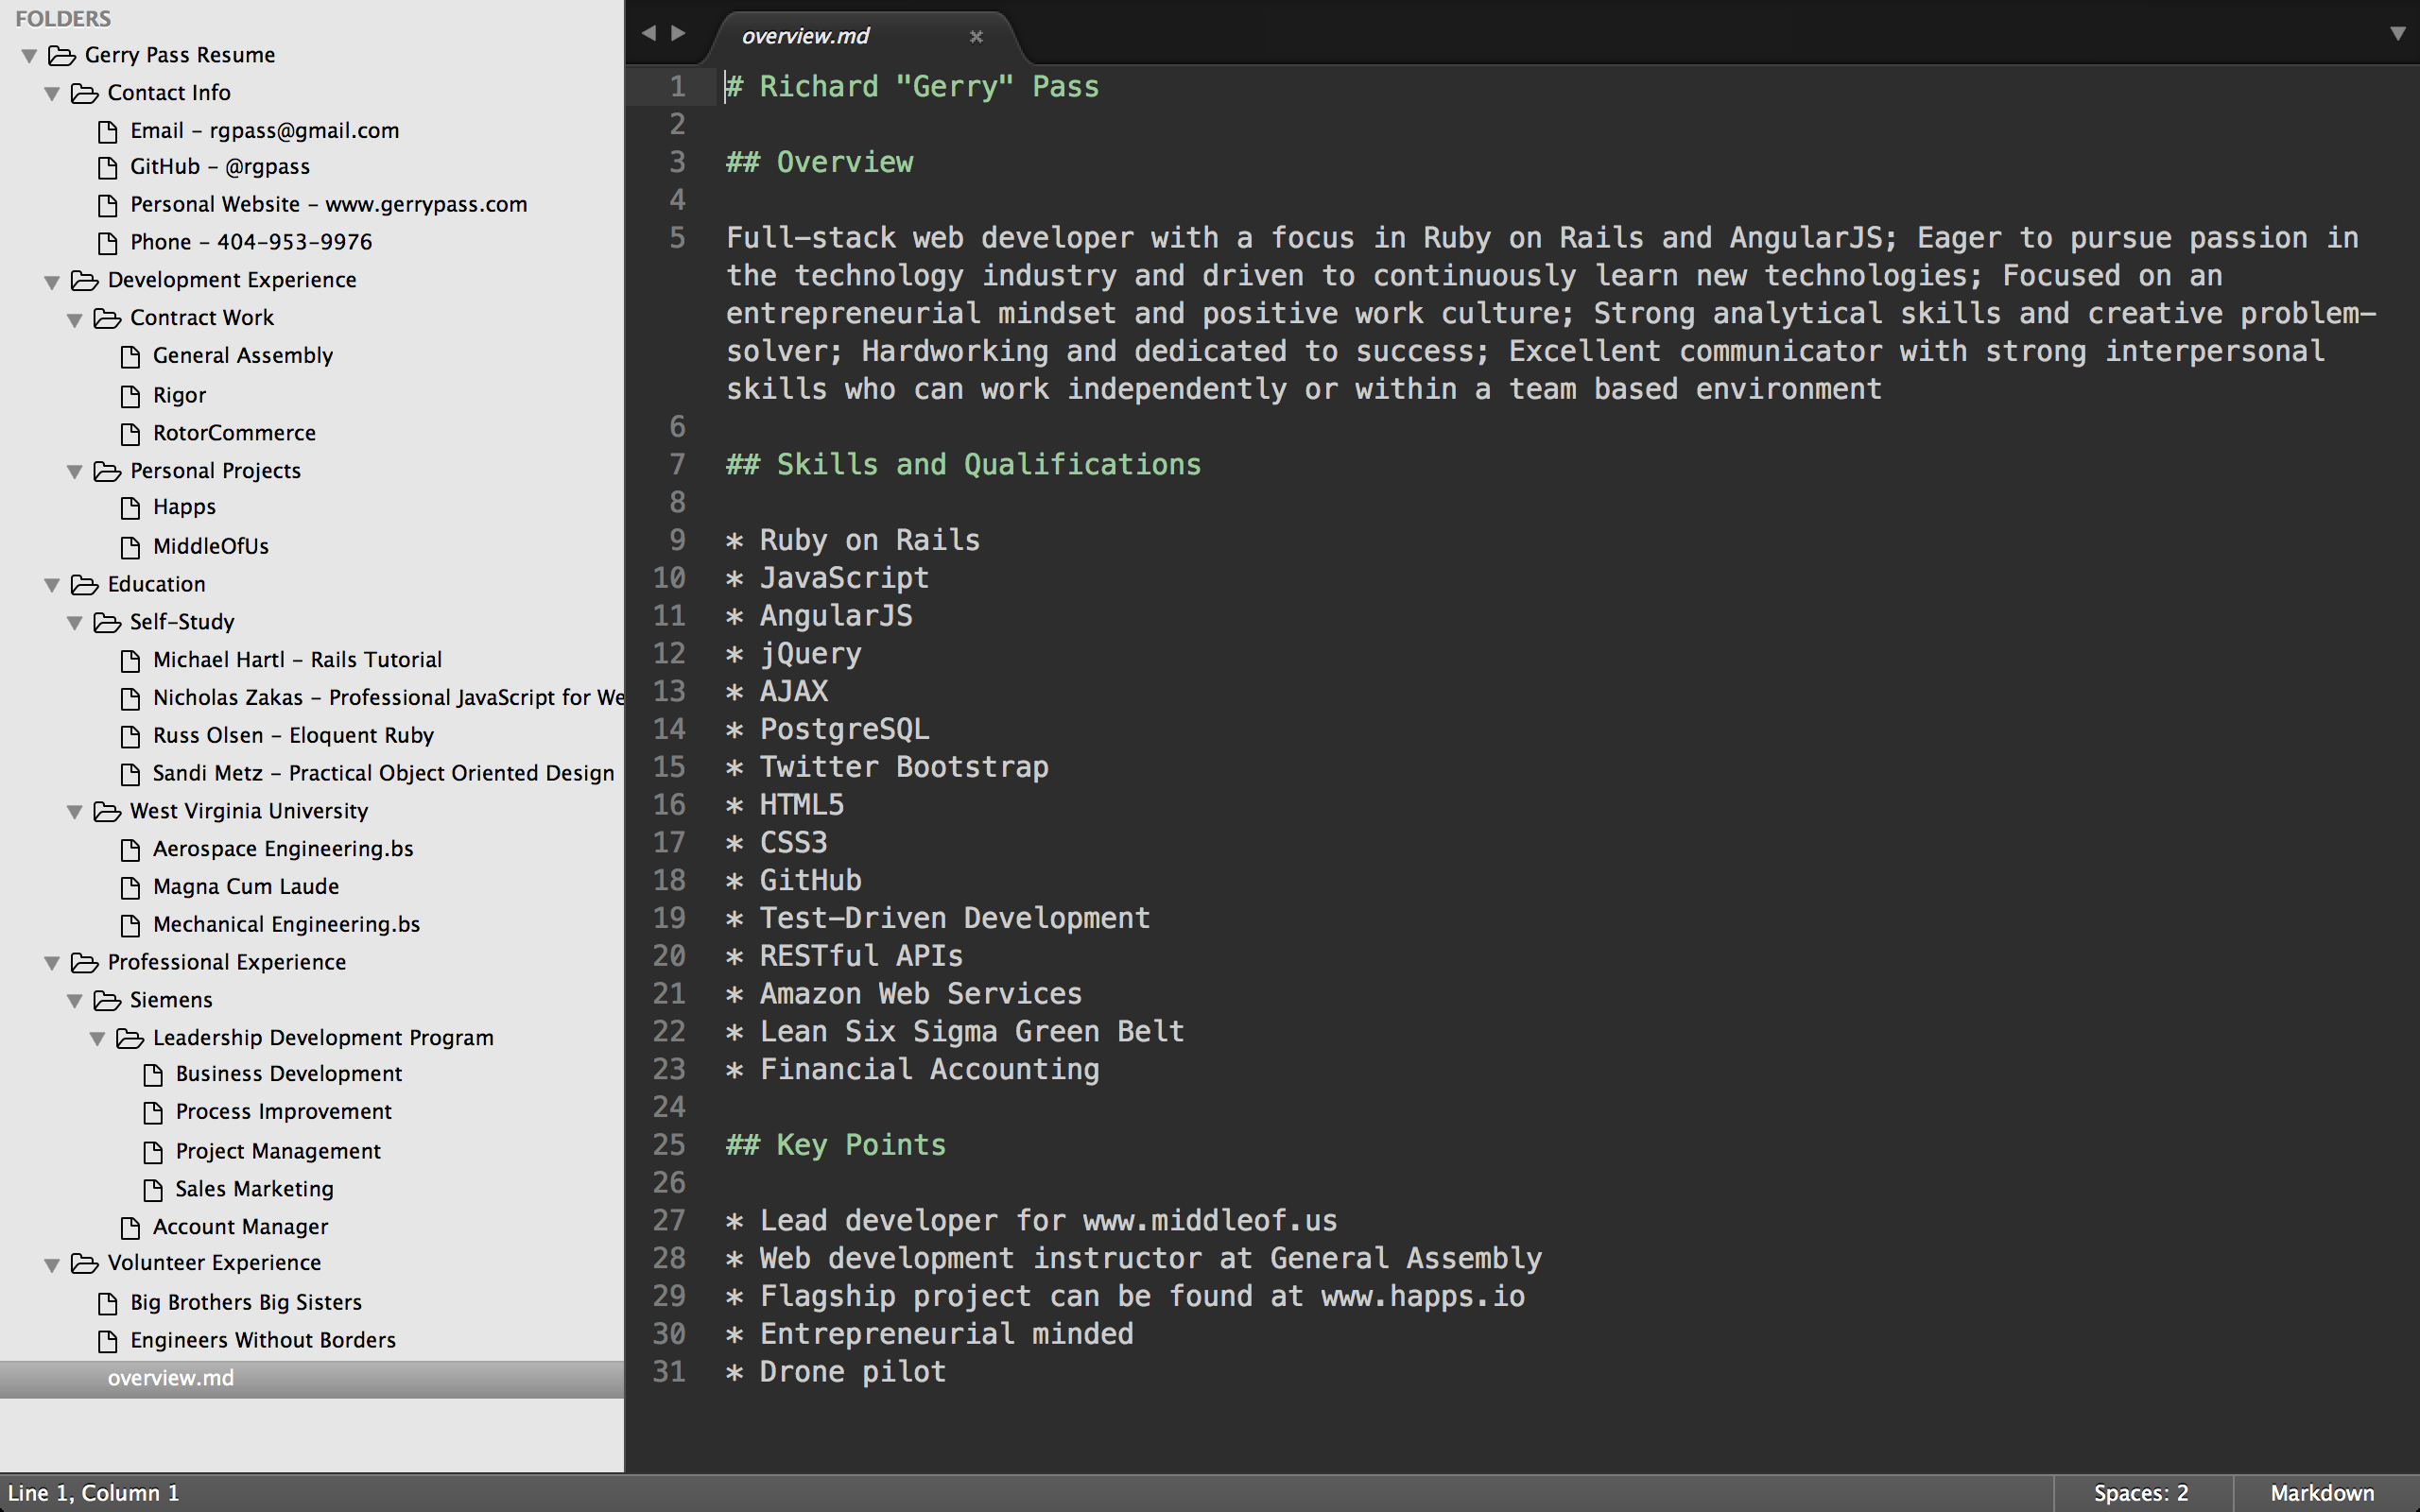 FOLDERS
Gerry Pass Resume
Contact Info
Email - rgpass@gmail.com
GitHub - @rgpass
Personal Website - www.gerrypass.com
Phone - 404-953-9976
Development Experience
Contract Work
General Assembly
Rigor
RotorCommerce
Personal Projects
Happs
MiddleOfUs
Education
Self-Study
Michael Hartl - Rails Tutorial
Nicholas Zakas - Professional JavaScript for We
Russ Olsen - Eloquent Ruby
Sandi Metz - Practical Object Oriented Design
West Virginia University
Aerospace Engineering.bs
Magna Cum Laude
Mechanical Engineering.bs
Professional Experience
Siemens
Leadership Development Program
Business Development
Process Improvement
Project Management
Sales Marketing
Account Manager
Volunteer Experience
Big Brothers Big Sisters
Engineers Without Borders
overview.md
overview.md
1 # Richard "Gerry" Pass
2
3 ## Overview
4
5 Full-stack web developer with a focus in Ruby on Rails and AngularJS; Eager to pursue passion in
the technology industry and driven to continuously learn new technologies; Focused on an
entrepreneurial mindset and positive work culture; Strong analytical skills and creative problem-
solver; Hardworking and dedicated to success; Excellent communicator with strong interpersonal
skills who can work independently or within a team based environment
6
7 ## Skills and Qualifications
8
9 * Ruby on Rails
10 * JavaScript
11 * AngularJS
12 * jQuery
13 * AJAX
14 * PostgreSQL
15 * Twitter Bootstrap
16 * HTML5
17 * CSS3
18 * GitHub
19 * Test-Driven Development
20 * RESTful APIs
21 * Amazon Web Services
22 * Lean Six Sigma Green Belt
23 * Financial Accounting
24
25 ## Key Points
26
27 * Lead developer for www.middleof.us
28 * Web development instructor at General Assembly
29 * Flagship project can be found at www.happs.io
30 * Entrepreneurial minded
31 * Drone pilot
Line 1, Column 1
Spaces: 2
Markdown